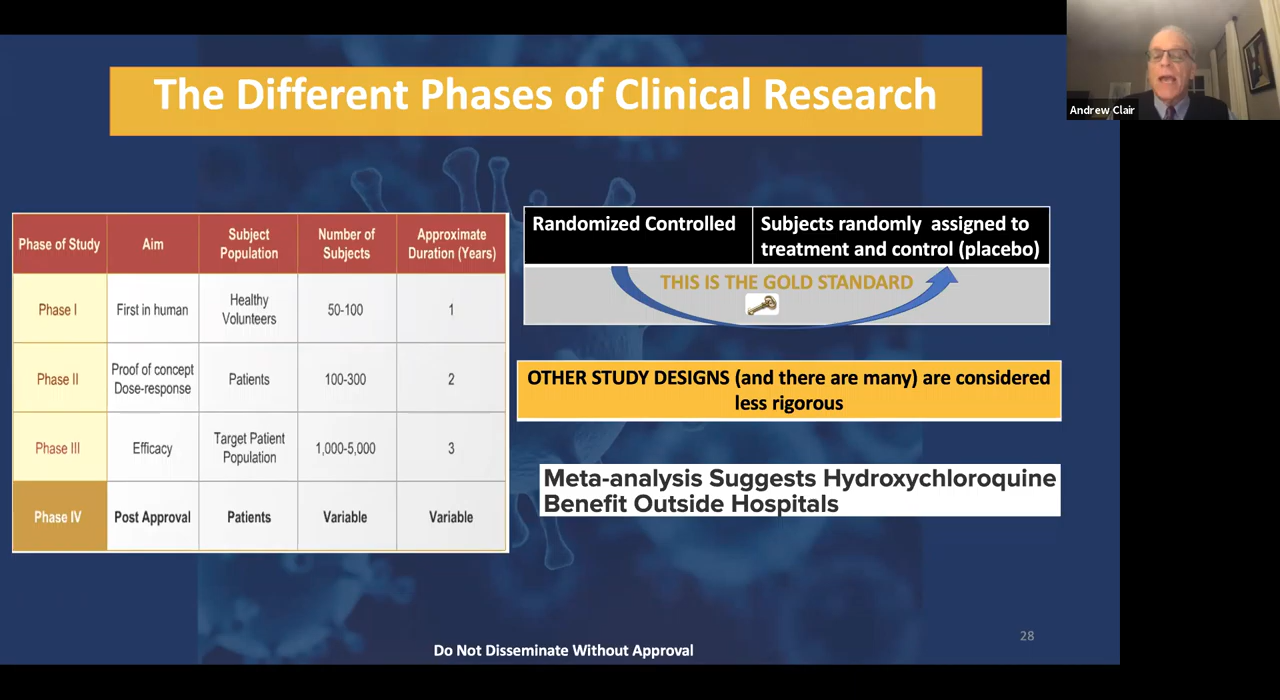 The Different Phases of Clinical Research
Andrew Clair
Phase of Study Aim Subject Population Number of Subjects Approximate Duration (Years)
Phase I First in human Healthy Volunteers 50-100 1
Phase II Proof of concept Dose-response Patients 100-300 2
Phase III Efficacy Target Patient Population 1,000-5,000 3
Phase IV Post Approval Patients Variable Variable
Randomized Controlled
Subjects randomly assigned to
treatment and control (placebo)
THIS IS THE GOLD STANDARD
OTHER STUDY DESIGNS (and there are many) are considered
less rigorous
Meta-analysis Suggests Hydroxychloroquine
Benefit Outside Hospitals
28
Do Not Disseminate Without Approval